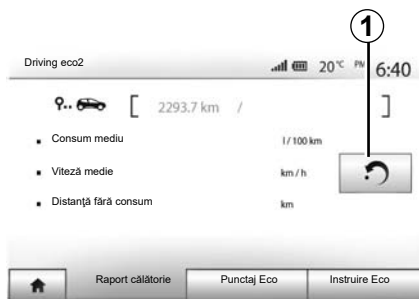 1
Driving eco2 20°C PM 6:40
[ 2293.7 km / ]
Consum mediu l / 100 km
Viteză medie km / h
Distanţă fără consum km
Raport călătorie Punctaj Eco Instruire Eco